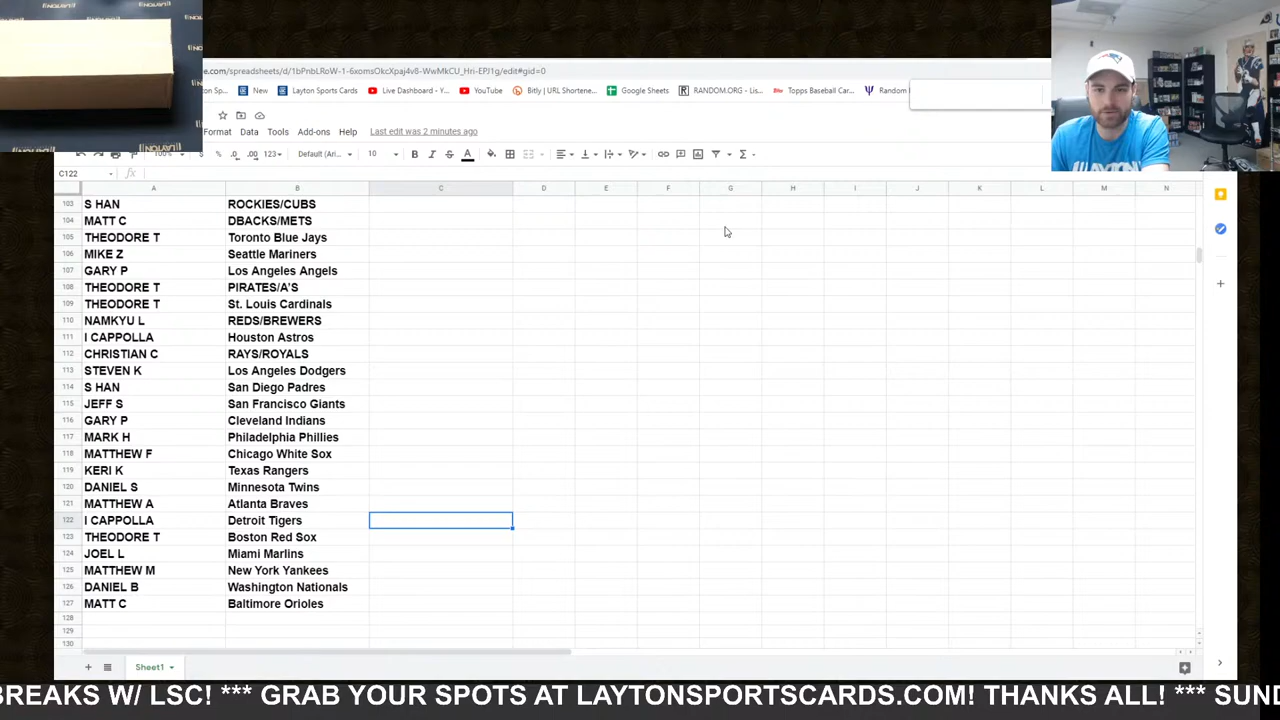 e.com/spreadsheets/d/1bPnbLRoW-1-6xomsOkcXpaj4v8-WwMkCU_Hri-EPJ1g/edit#gid=0
New Layton Sports Cards Live Dashboard - Y... YouTube Bitly | URL Shortene... Google Sheets RANDOM.ORG - Lis... Topps Baseball Car... Random
Format Data Tools Add-ons Help Last edit was 2 minutes ago
100% % .0 .00 123 Default (Ari... 10 B I S A
C122 fx
A B C D E F G H I J K L M N
103 S HAN ROCKIES/CUBS
104 MATT C DBACKS/METS
105 THEODORE T Toronto Blue Jays
106 MIKE Z Seattle Mariners
107 GARY P Los Angeles Angels
108 THEODORE T PIRATES/A'S
109 THEODORE T St. Louis Cardinals
110 NAMKYU L REDS/BREWERS
111 I CAPPOLLA Houston Astros
112 CHRISTIAN C RAYS/ROYALS
113 STEVEN K Los Angeles Dodgers
114 S HAN San Diego Padres
115 JEFF S San Francisco Giants
116 GARY P Cleveland Indians
117 MARK H Philadelphia Phillies
118 MATTHEW F Chicago White Sox
119 KERI K Texas Rangers
120 DANIEL S Minnesota Twins
121 MATTHEW A Atlanta Braves
122 I CAPPOLLA Detroit Tigers
123 THEODORE T Boston Red Sox
124 JOEL L Miami Marlins
125 MATTHEW M New York Yankees
126 DANIEL B Washington Nationals
127 MATT C Baltimore Orioles
128
129
130
Sheet1
BREAKS W/ LSC! *** GRAB YOUR SPOTS AT LAYTONSPORTSCARDS.COM! THANKS ALL! *** SUND